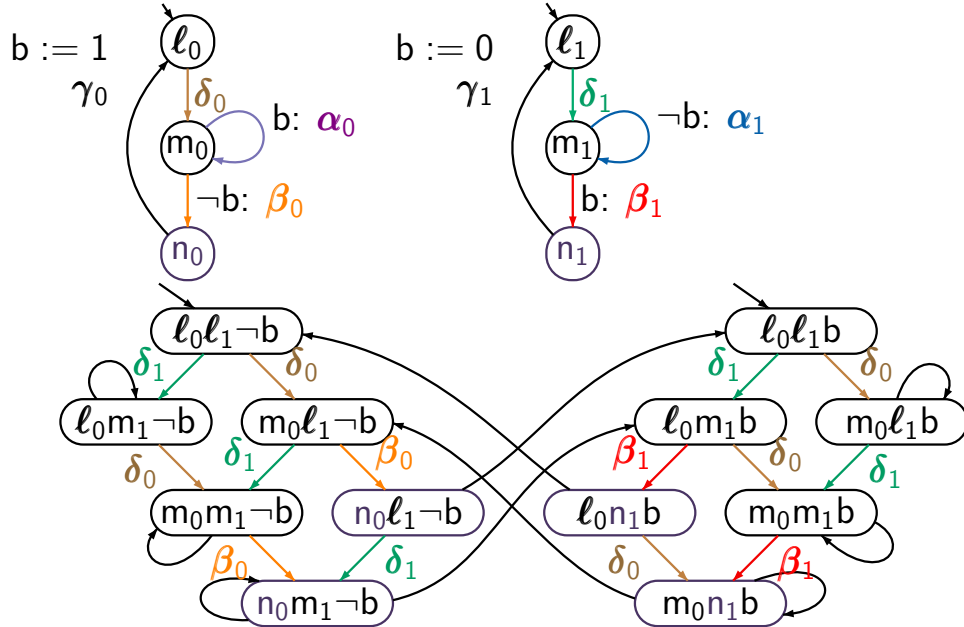 b := 1 ℓ₀ b := 0 ℓ₁
γ₀ δ₀ γ₁ δ₁
b: α₀ ¬b: α₁
m₀ m₁
¬b: β₀ b: β₁
n₀ n₁
ℓ₀ℓ₁¬b ℓ₀ℓ₁b
δ₁ δ₀ δ₁ δ₀
ℓ₀m₁¬b m₀ℓ₁¬b ℓ₀m₁b m₀ℓ₁b
δ₀ δ₁ β₀ β₁ δ₀ δ₁
m₀m₁¬b n₀ℓ₁¬b ℓ₀n₁b m₀m₁b
β₀ δ₁ δ₀ β₁
n₀m₁¬b m₀n₁b